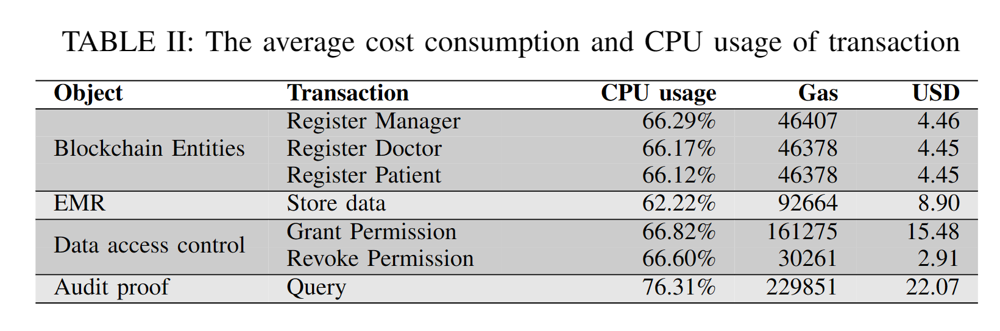 TABLE II: The average cost consumption and CPU usage of transaction
Object Transaction CPU usage Gas USD
Register Manager 66.29% 46407 4.46
Blockchain Entities Register Doctor 66.17% 46378 4.45
Register Patient 66.12% 46378 4.45
EMR Store data 62.22% 92664 8.90
Grant Permission 66.82% 161275 15.48
Data access control
Revoke Permission 66.60% 30261 2.91
Audit proof Query 76.31% 229851 22.07